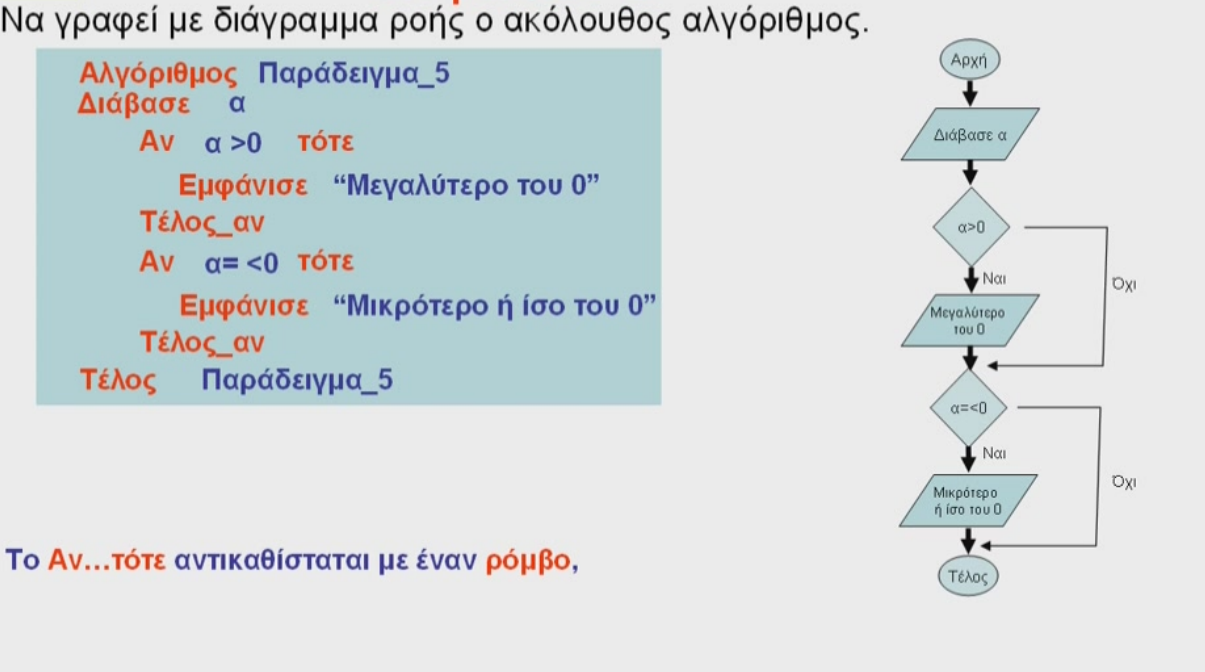 Να γραφεί με διάγραμμα ροής ο ακόλουθος αλγόριθμος.
Αλγόριθμος Παράδειγμα_5
Διάβασε α
Αν α >0 τότε
Εμφάνισε “Μεγαλύτερο του 0”
Τέλος_αν
Αν α= <0 τότε
Εμφάνισε “Μικρότερο ή ίσο του 0”
Τέλος_αν
Τέλος Παράδειγμα_5
Το Αν...τότε αντικαθίσταται με έναν ρόμβο,
Αρχή
Διάβασε α
α>0
Ναι
Όχι
Μεγαλύτερο
του 0
α=<0
Ναι
Όχι
Μικρότερο
ή ίσο του 0
Τέλος